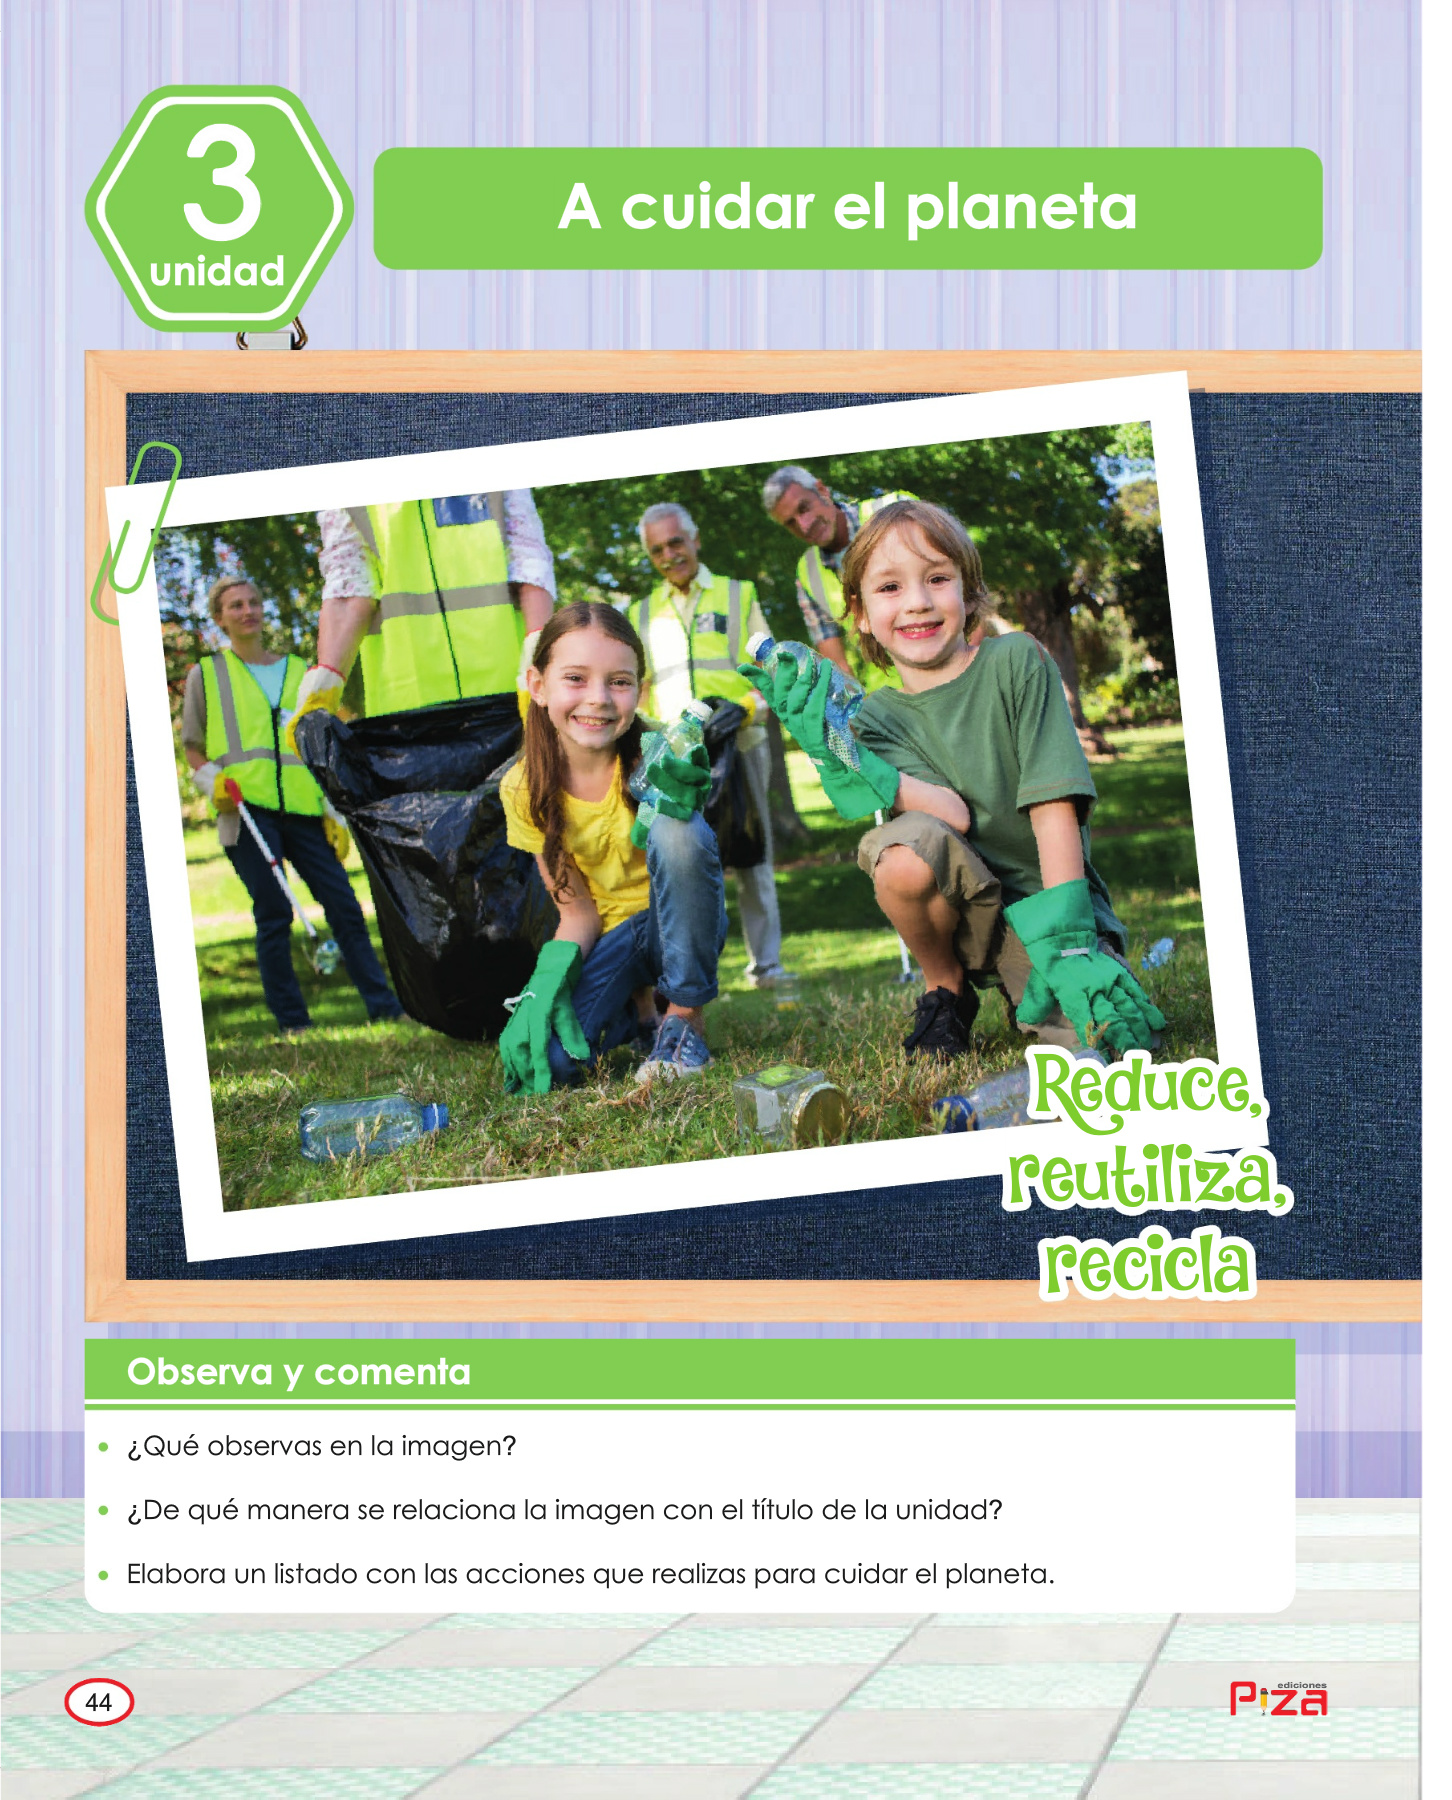 3
unidad
A cuidar el planeta
Reduce,
reutiliza,
recicla
Observa y comenta
• ¿Qué observas en la imagen?
• ¿De qué manera se relaciona la imagen con el título de la unidad?
• Elabora un listado con las acciones que realizas para cuidar el planeta.
44
ediciones
Piza